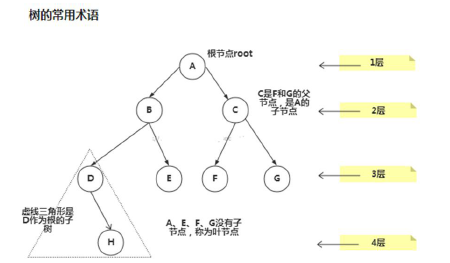 树的常用术语
根节点root
A
1层
C是F和G的父
节点，是A的
子节点
B
C
2层
D
E
F
G
3层
虚线三角形是
D作为根的子
树
A、E、F、G没有子
节点，称为叶节点
H
4层